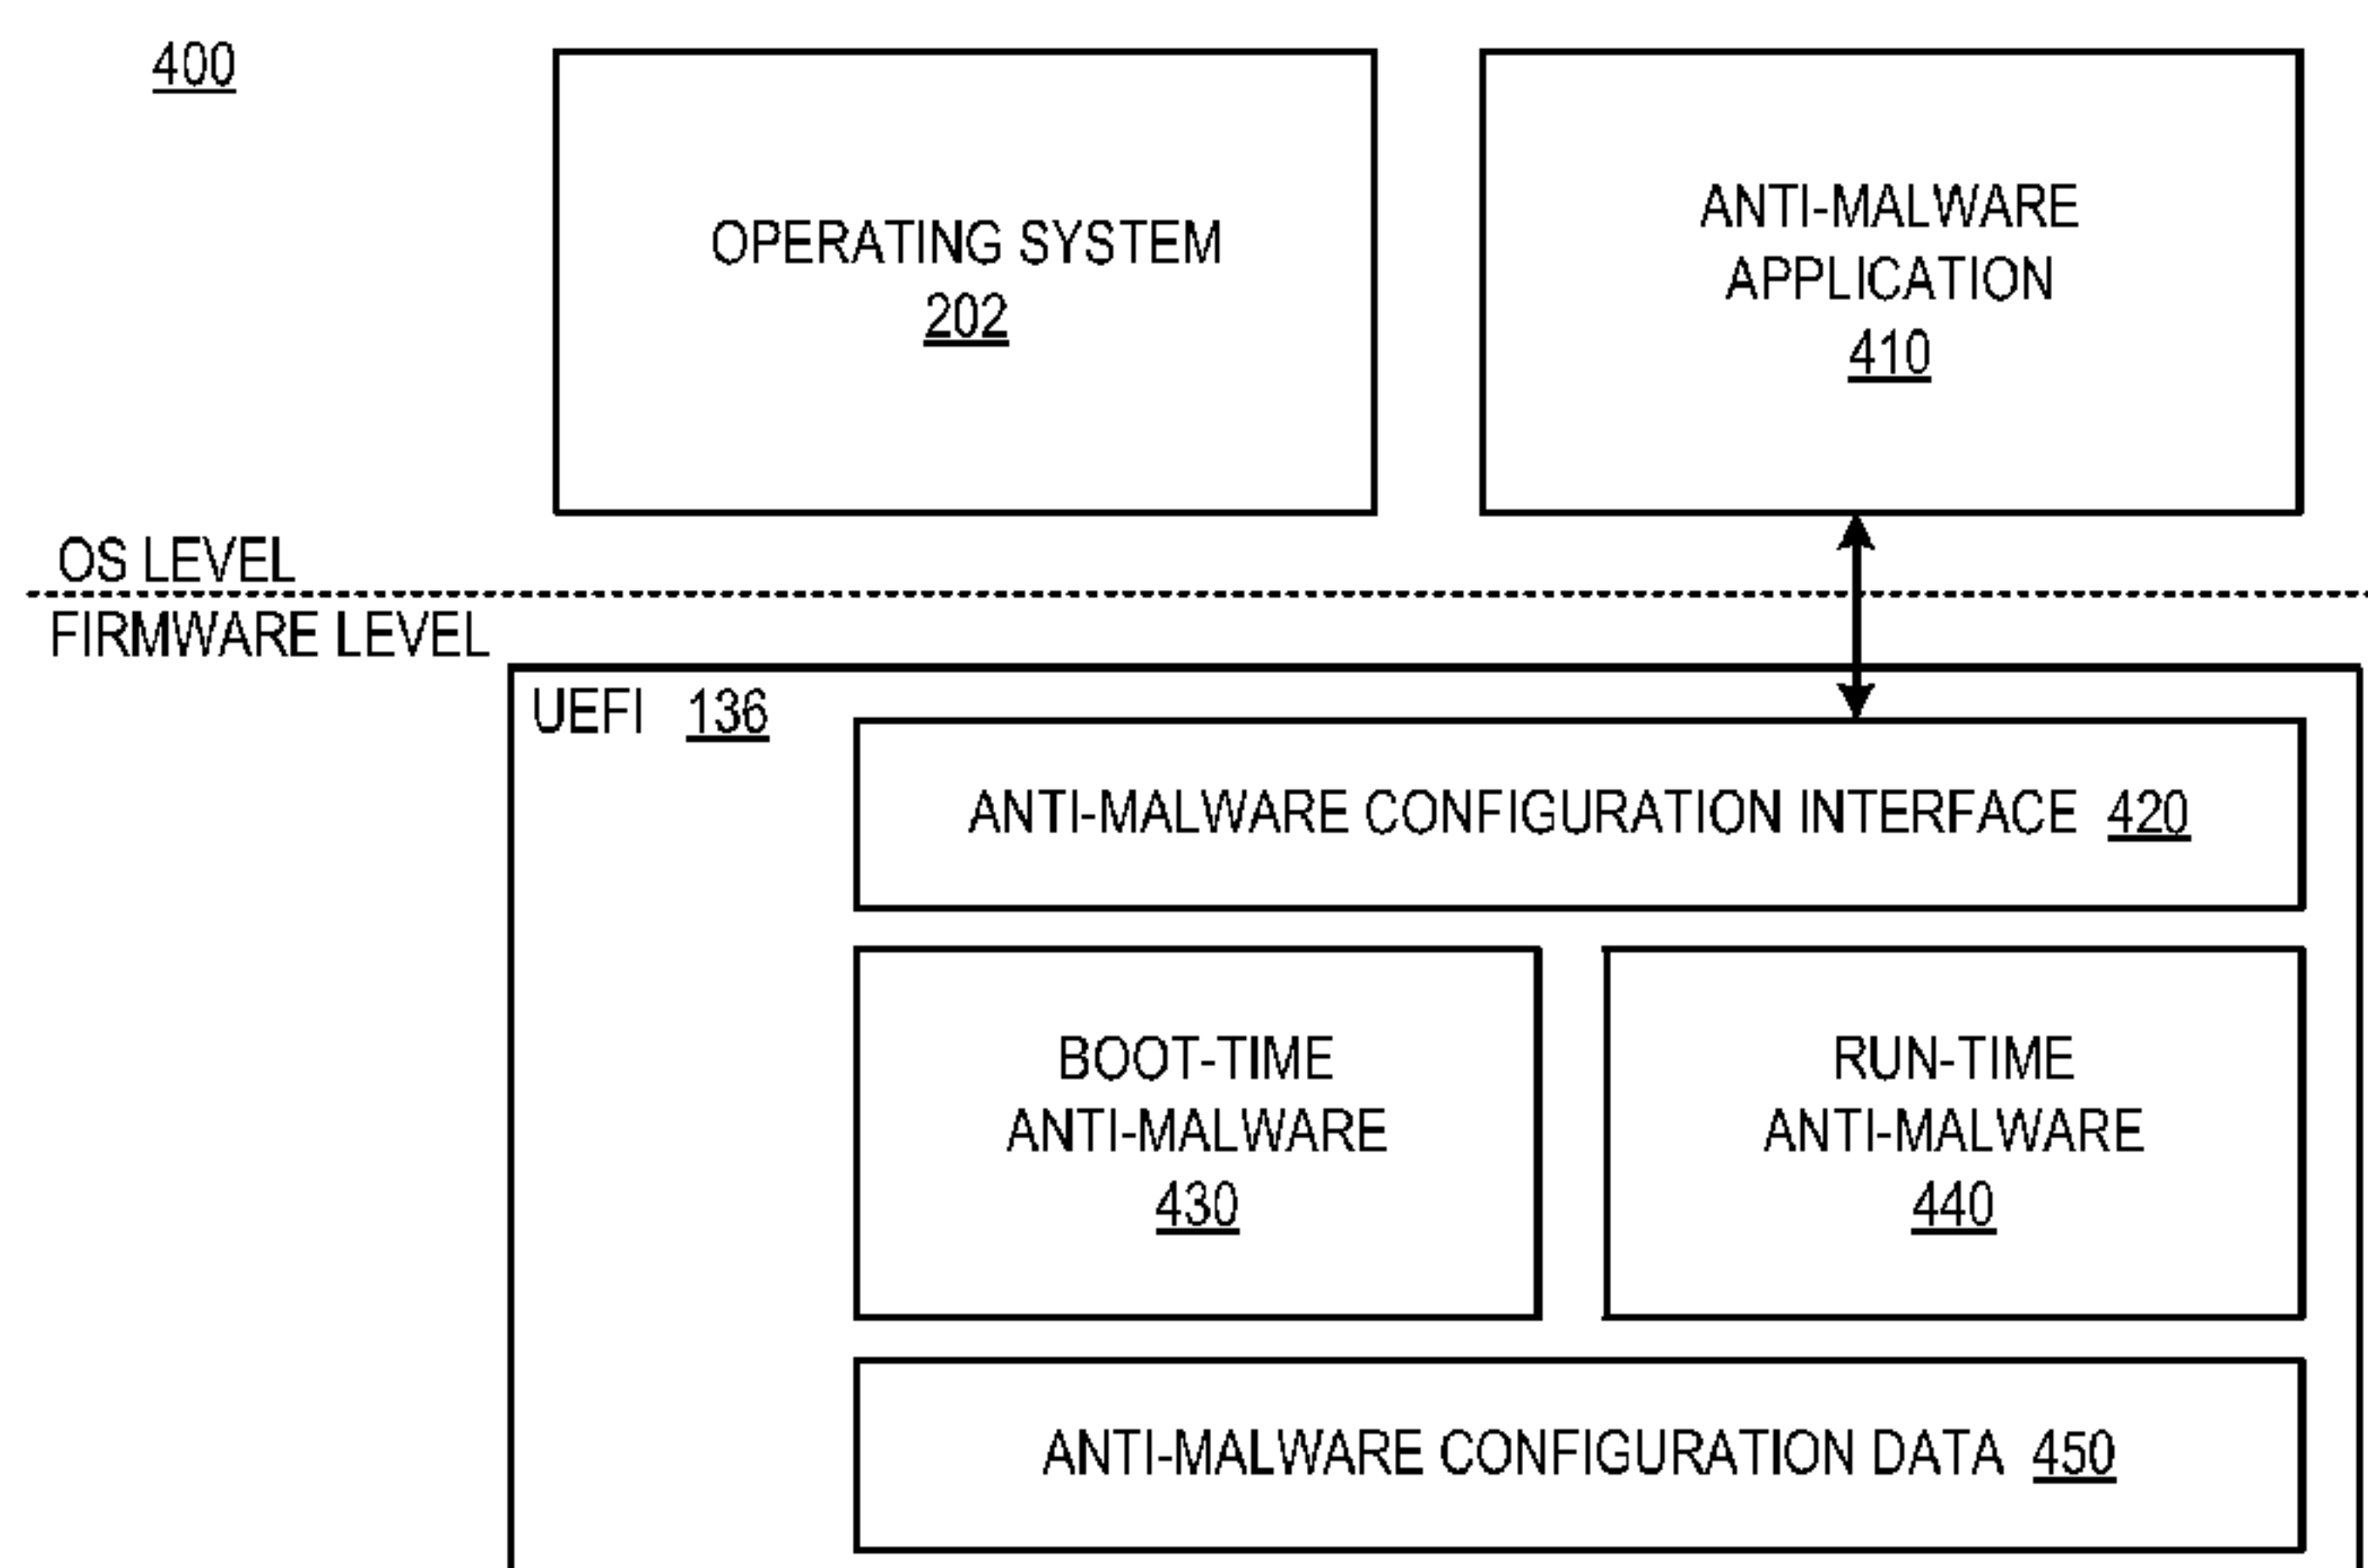 400
OPERATING SYSTEM
202
ANTI-MALWARE
APPLICATION
410
OS LEVEL
FIRMWARE LEVEL
UEFI 136
ANTI-MALWARE CONFIGURATION INTERFACE 420
BOOT-TIME
ANTI-MALWARE
430
RUN-TIME
ANTI-MALWARE
440
ANTI-MALWARE CONFIGURATION DATA 450